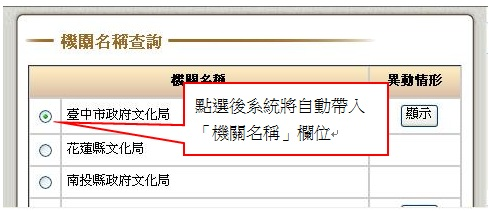 機關名稱查詢
機關名稱 異動情形
點選後系統將自動帶入
「機關名稱」欄位
臺中市政府文化局 顯示
花蓮縣文化局
南投縣政府文化局